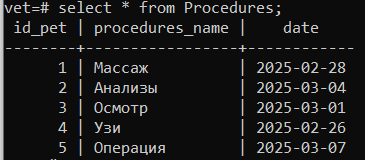 vet=# select * from Procedures;
 id_pet | procedures_name |    date
--------+-----------------+------------
      1 | Массаж          | 2025-02-28
      2 | Анализы         | 2025-03-04
      3 | Осмотр          | 2025-03-01
      4 | Узи             | 2025-02-26
      5 | Операция        | 2025-03-07